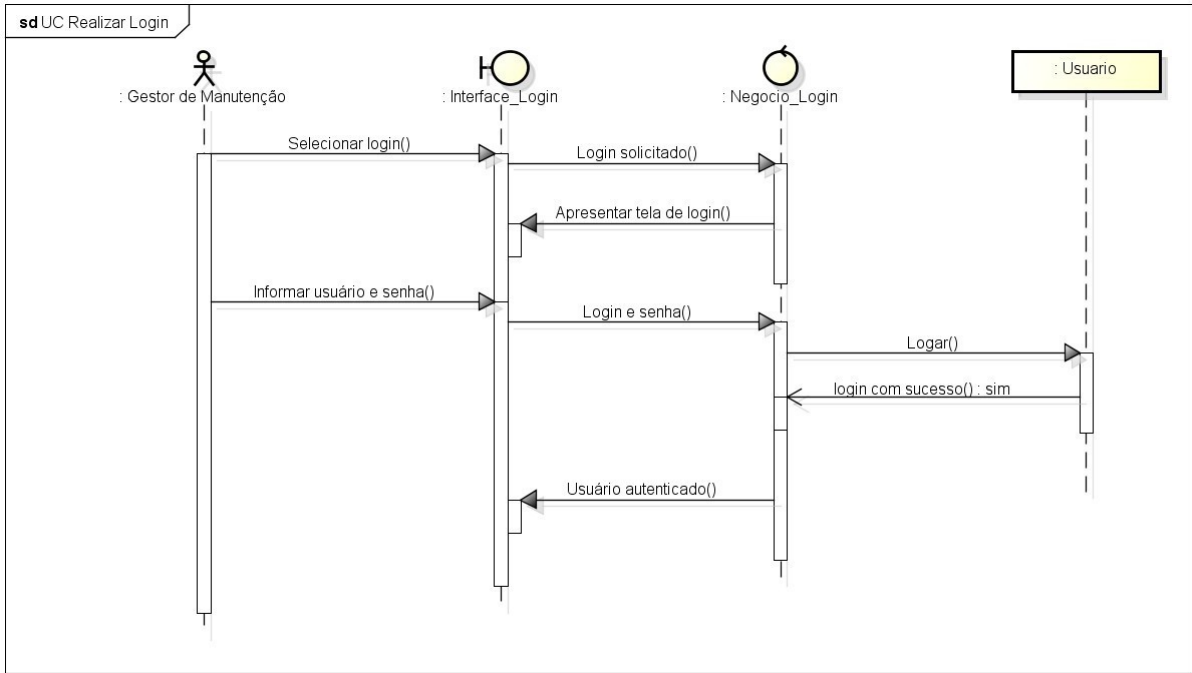 sd UC Realizar Login
: Gestor de Manutenção
: Interface_Login
: Negocio_Login
: Usuario
Selecionar login()
Login solicitado()
Apresentar tela de login()
Informar usuário e senha()
Login e senha()
Logar()
login com sucesso() : sim
Usuário autenticado()